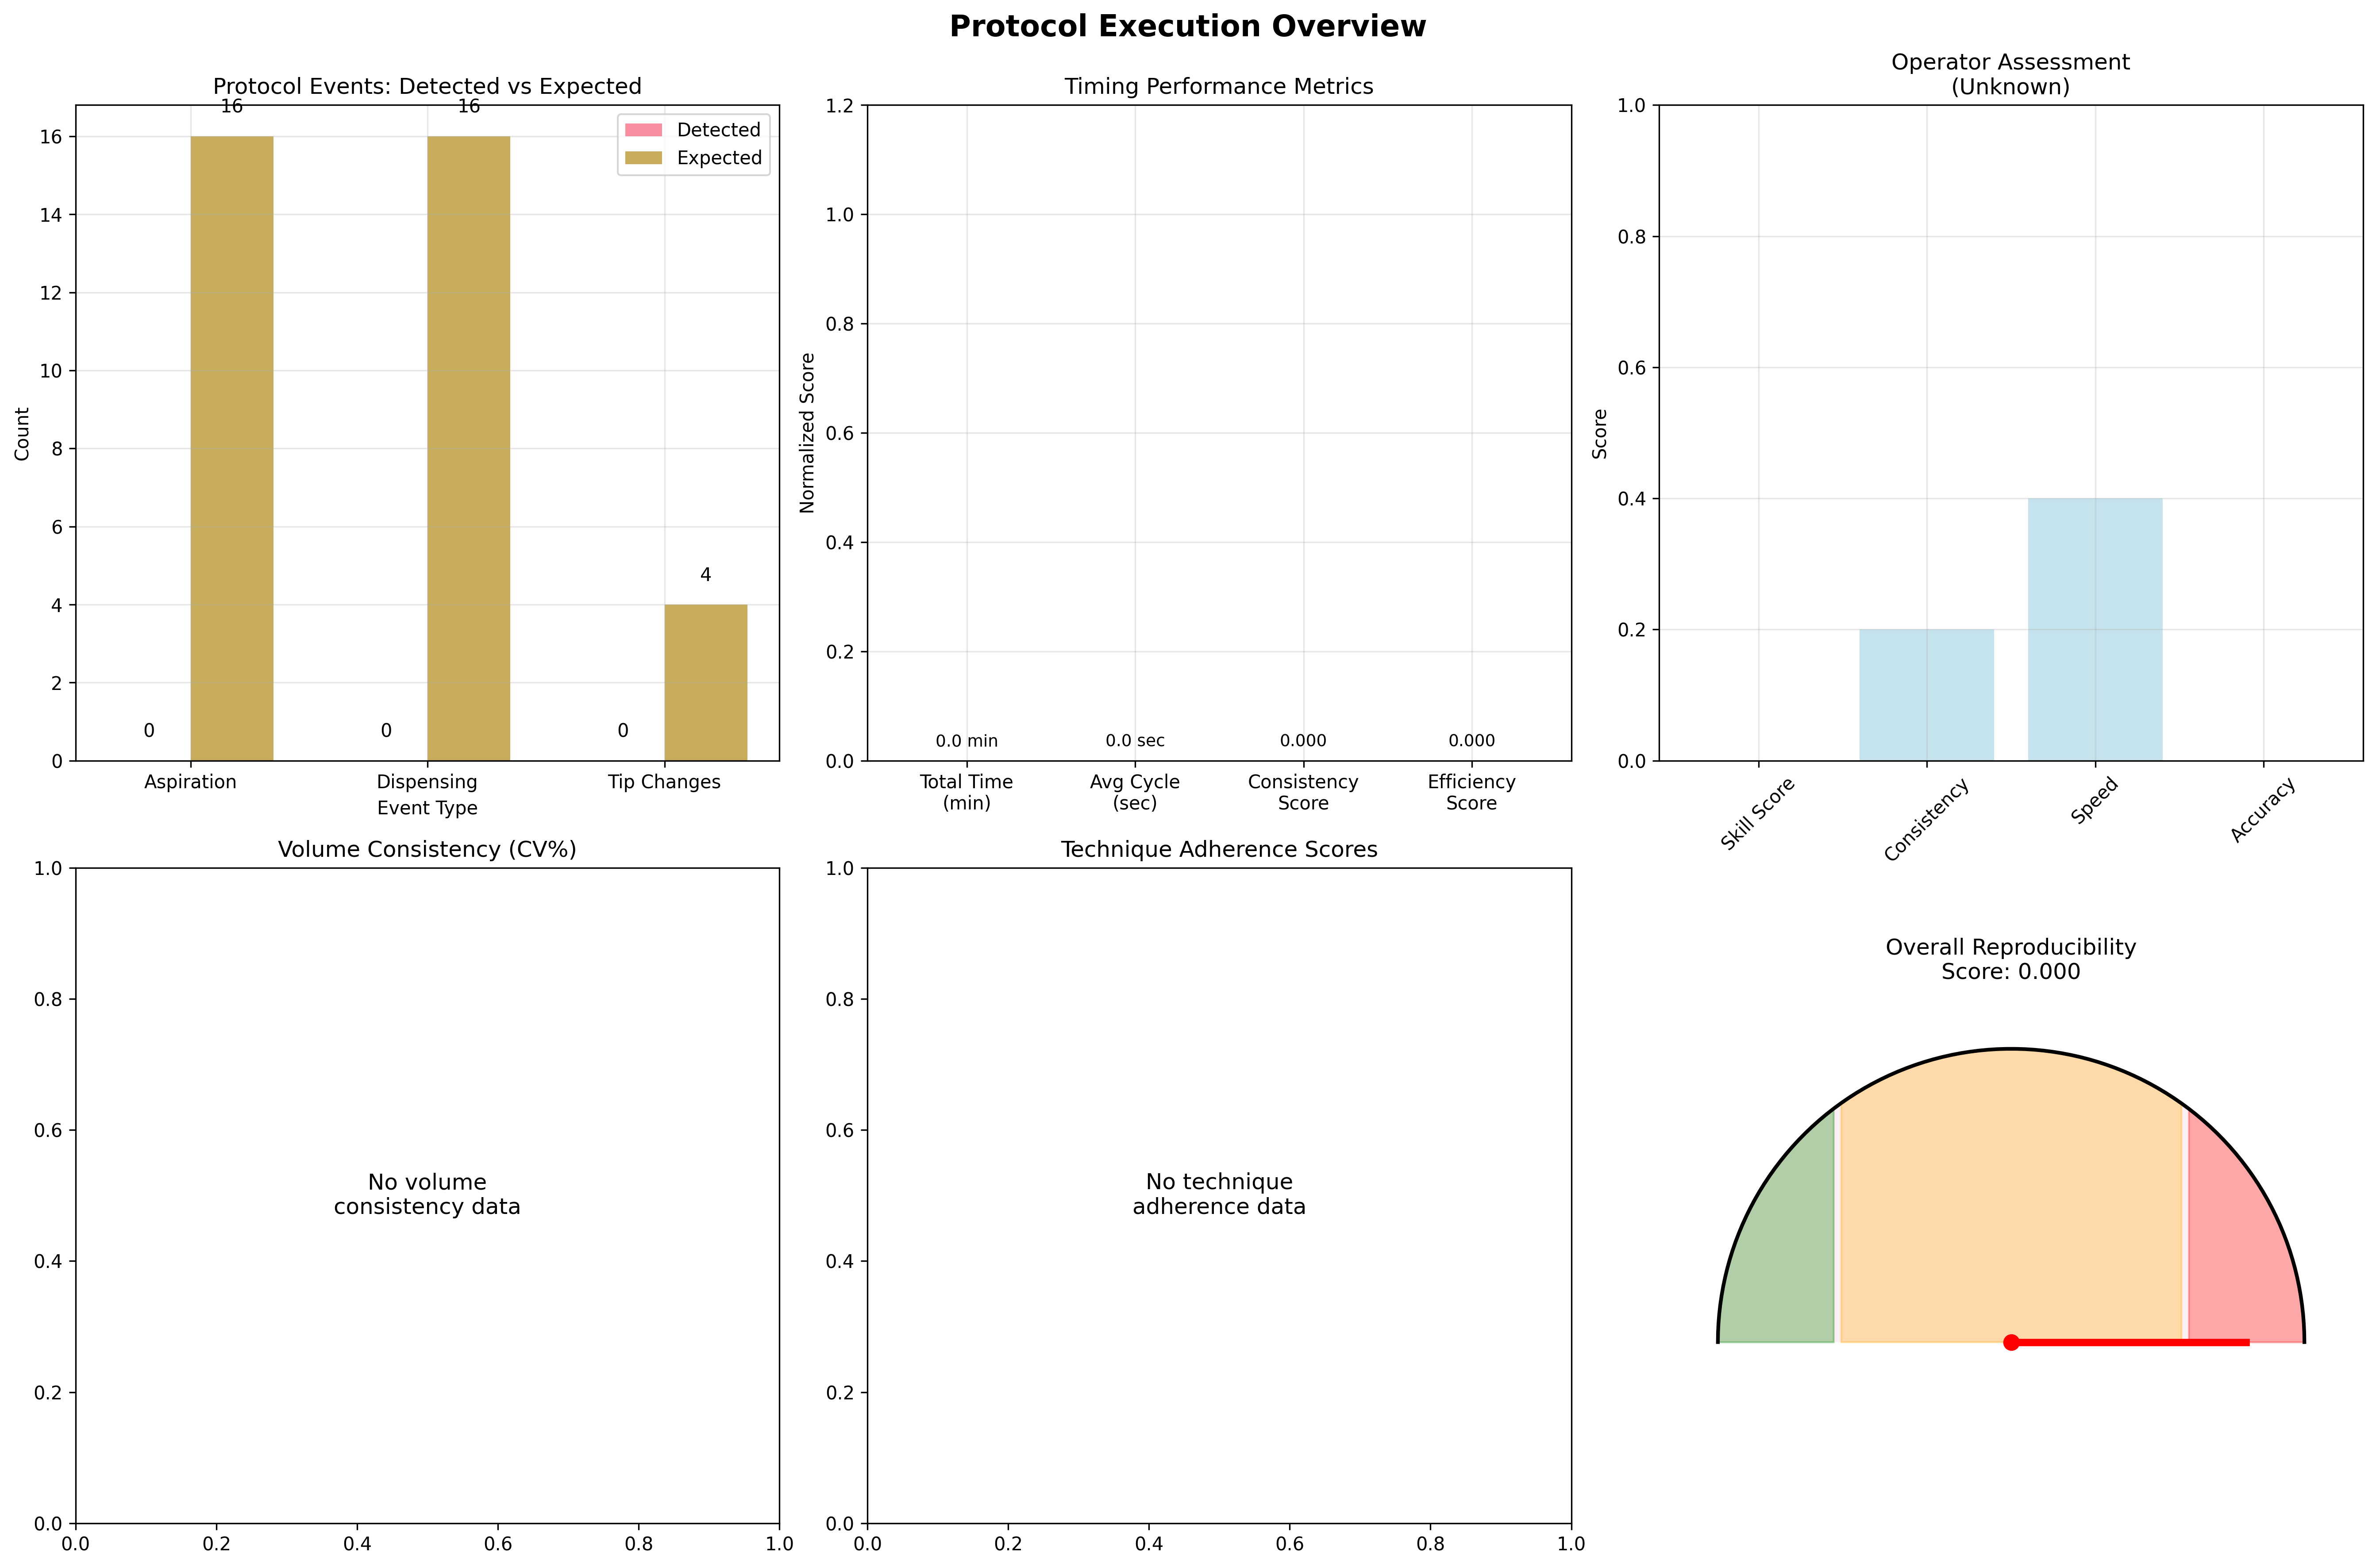 Protocol Execution Overview
Protocol Events: Detected vs Expected
Count
16
14
12
10
8
6
4
2
0
16
16
4
0
0
0
Detected
Expected
Aspiration
Dispensing
Tip Changes
Event Type
Timing Performance Metrics
Normalized Score
1.2
1.0
0.8
0.6
0.4
0.2
0.0
0.0 min
0.0 sec
0.000
0.000
Total Time
(min)
Avg Cycle
(sec)
Consistency
Score
Efficiency
Score
Operator Assessment
(Unknown)
Score
1.0
0.8
0.6
0.4
0.2
0.0
Skill Score
Consistency
Speed
Accuracy
Volume Consistency (CV%)
1.0
0.8
0.6
0.4
0.2
0.0
No volume
consistency data
0.0
0.2
0.4
0.6
0.8
1.0
Technique Adherence Scores
1.0
0.8
0.6
0.4
0.2
0.0
No technique
adherence data
0.0
0.2
0.4
0.6
0.8
1.0
Overall Reproducibility
Score: 0.000